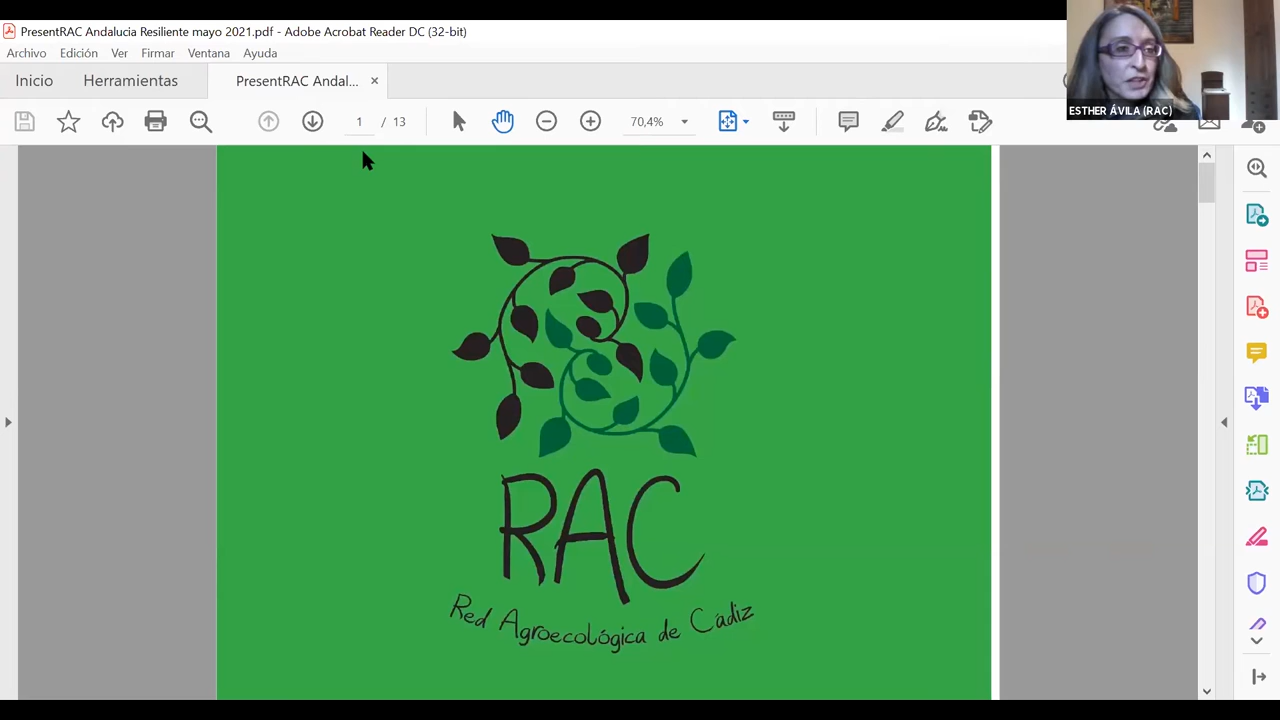 PresentRAC Andalucia Resiliente mayo 2021.pdf - Adobe Acrobat Reader DC (32-bit)
Archivo Edición Ver Firmar Ventana Ayuda
Inicio Herramientas PresentRAC Andal... ×
1 / 13 70,4%
ESTHER ÁVILA (RAC)
RAC
Red Agroecológica de Cádiz